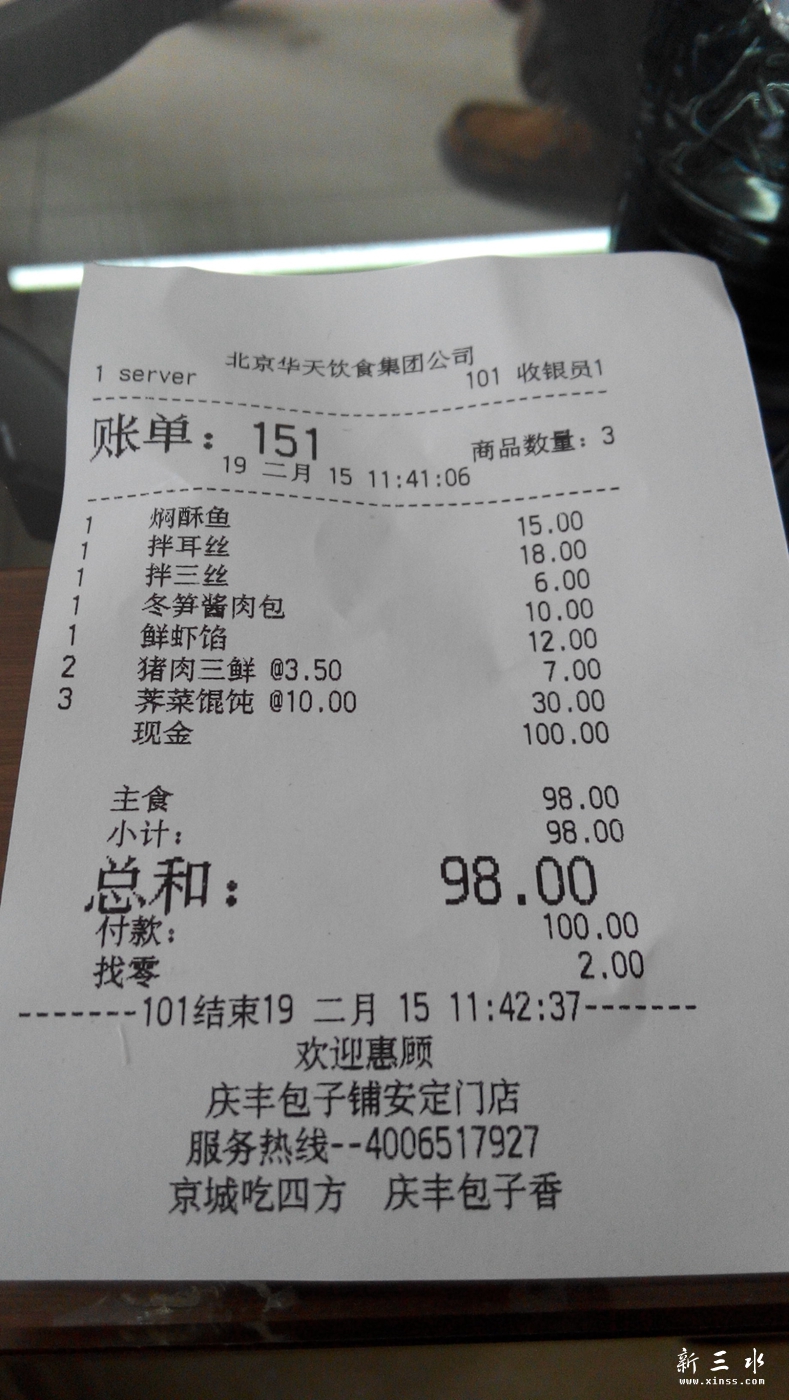 北京华天饮食集团公司
1 server 101 收银员1
账单：151 商品数量：3
19 二月 15 11:41:06
1 焖酥鱼 15.00
1 拌耳丝 18.00
1 拌三丝 6.00
1 冬笋酱肉包 10.00
1 鲜虾馅 12.00
2 猪肉三鲜 @3.50 7.00
3 荠菜馄饨 @10.00 30.00
现金 100.00
主食 98.00
小计： 98.00
总和： 98.00
付款： 100.00
找零 2.00
-------101结束19 二月 15 11:42:37-------
欢迎惠顾
庆丰包子铺安定门店
服务热线--4006517927
京城吃四方 庆丰包子香
新三水
www.xinss.com